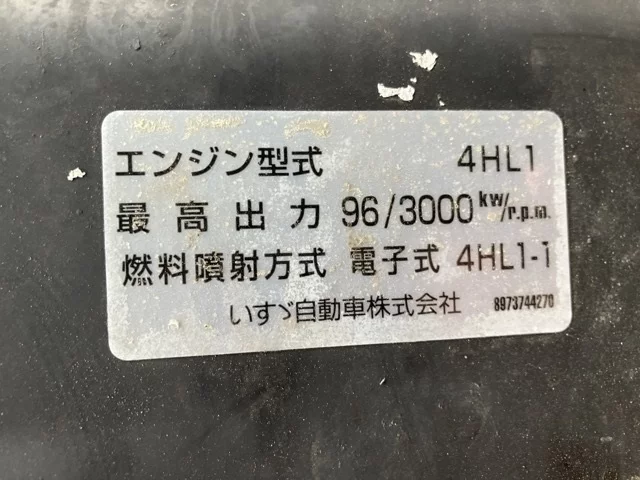 エンジン型式 4HL1
最高出力 96/3000 kw/r.p.m.
燃料噴射方式 電子式 4HL1-1
いすゞ自動車株式会社 8973744270